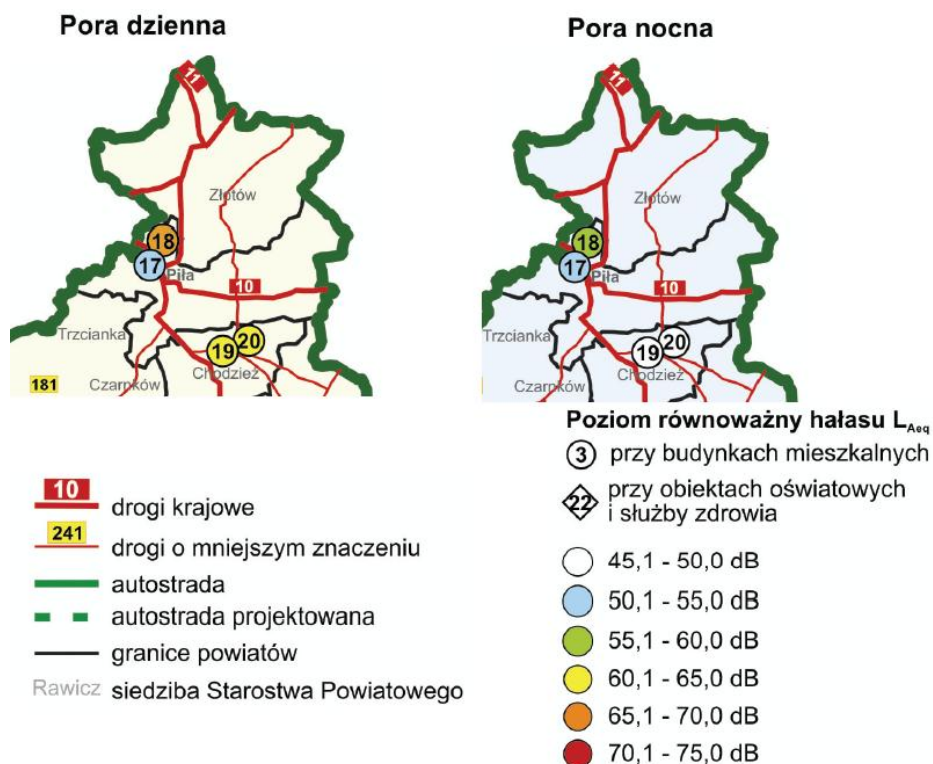 Pora dzienna
11
Złotów
18
17
Piła
10
Trzcianka
20
19
Chodzież
Czarnków
181
Pora nocna
11
Złotów
18
17
Piła
10
Trzcianka
20
19
Chodzież
Czarnków
10
drogi krajowe
241
drogi o mniejszym znaczeniu
autostrada
autostrada projektowana
granice powiatów
Rawicz siedziba Starostwa Powiatowego
Poziom równoważny hałasu LAeq
3 przy budynkach mieszkalnych
22 przy obiektach oświatowych
i służby zdrowia
45,1 - 50,0 dB
50,1 - 55,0 dB
55,1 - 60,0 dB
60,1 - 65,0 dB
65,1 - 70,0 dB
70,1 - 75,0 dB